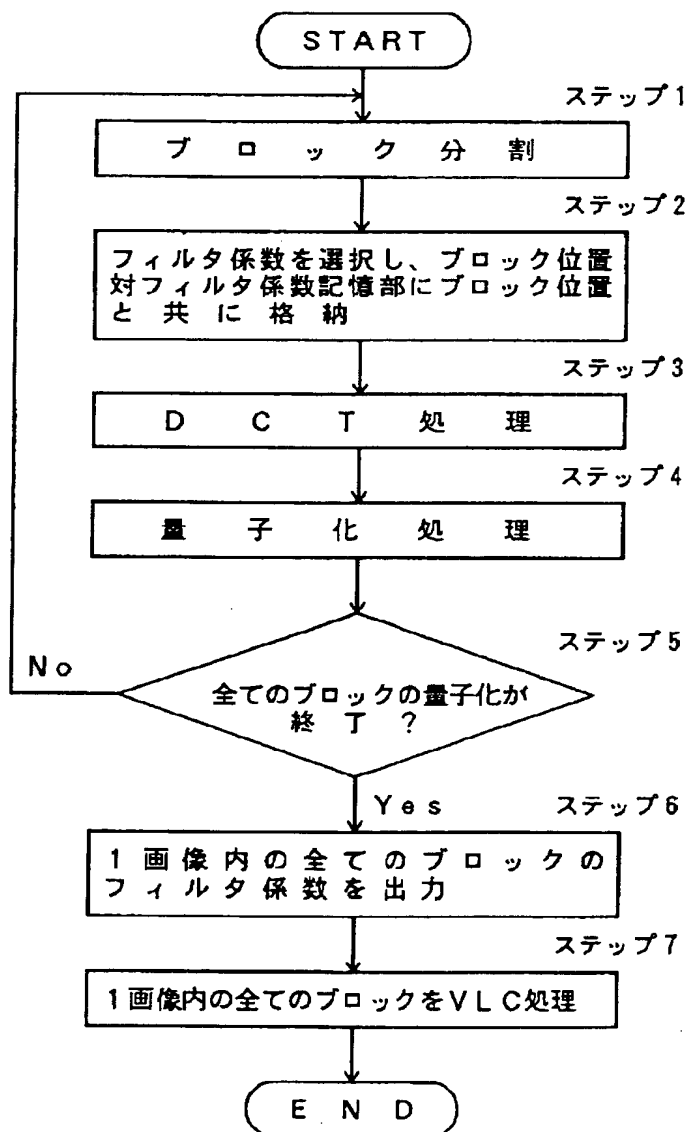 START
ステップ1
ブロック分割
ステップ2
フィルタ係数を選択し、ブロック位置
対フィルタ係数記憶部にブロック位置
と共に格納
ステップ3
DCT処理
ステップ4
量子化処理
ステップ5
No
全てのブロックの量子化が
終了?
Yes
ステップ6
1画像内の全てのブロックの
フィルタ係数を出力
ステップ7
1画像内の全てのブロックをVLC処理
END